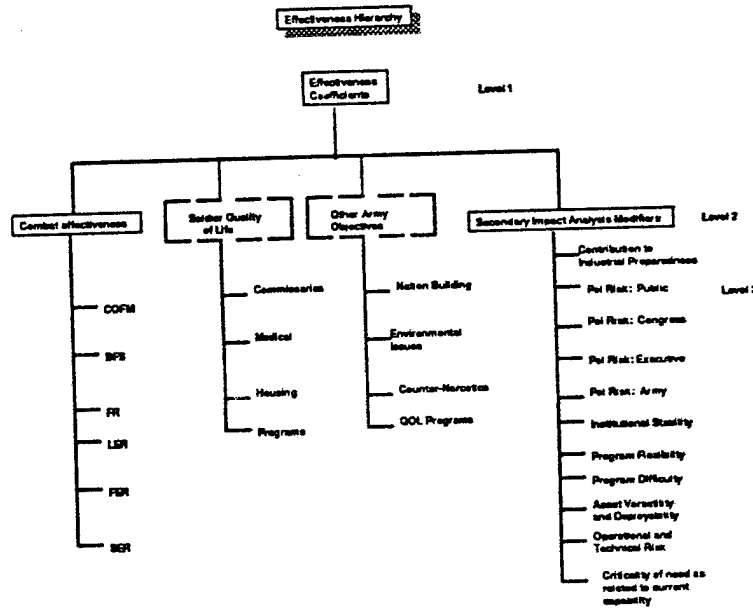 Effectiveness Hierarchy
Effectiveness
Coefficients
Level 1
Combat effectiveness
Soldier Quality
of Life
Other Army
Objectives
Secondary Impact Analysis Modifiers
Level 2
COFM
FR
LER
FER
SER
Commissaries
Medical
Housing
Programs
Nation Building
Environmental
Issues
Counter-Narcotics
QOL Programs
Contribution to
Industrial Preparedness
Pol Risk: Public
Level
Pol Risk: Congress
Pol Risk: Executive
Pol Risk: Army
Institutional Stability
Program Flexibility
Program Difficulty
Asset Versatility
and Deployability
Operational and
Technical Risk
Criticality of need as
related to current
capability